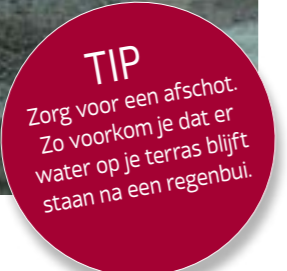 TIP
Zorg voor een afschot.
Zo voorkom je dat er
water op je terras blijft
staan na een regenbui.